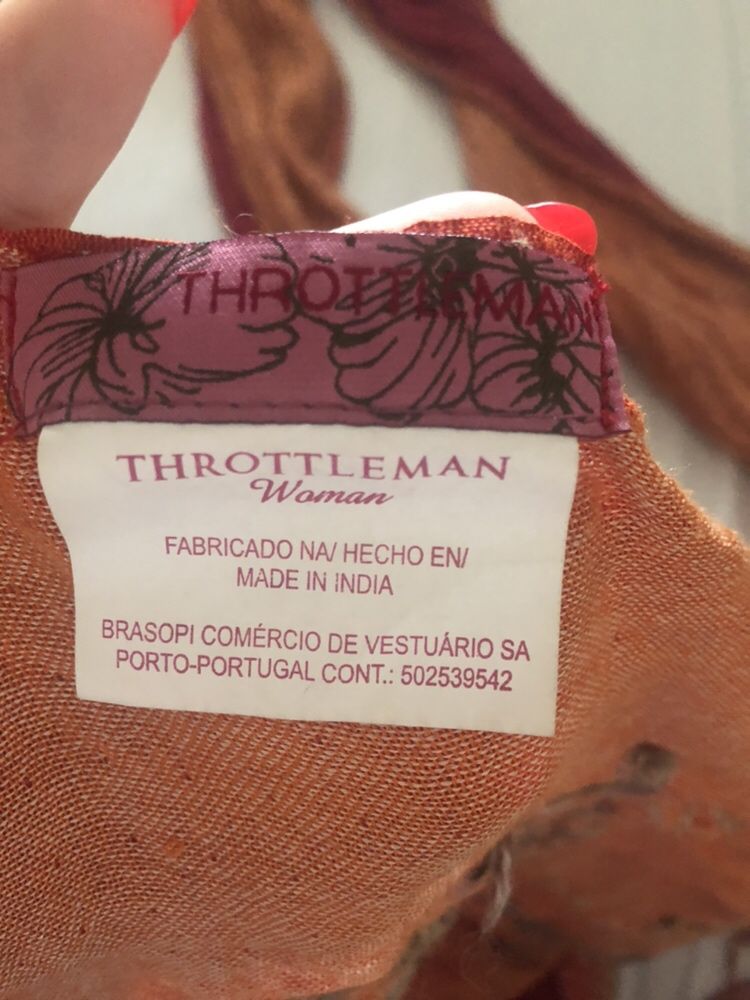 THROTTLEMAN
THROTTLEMAN
Woman
FABRICADO NA/ HECHO EN/
MADE IN INDIA
BRASOPI COMÉRCIO DE VESTUÁRIO SA
PORTO-PORTUGAL CONT.: 502539542